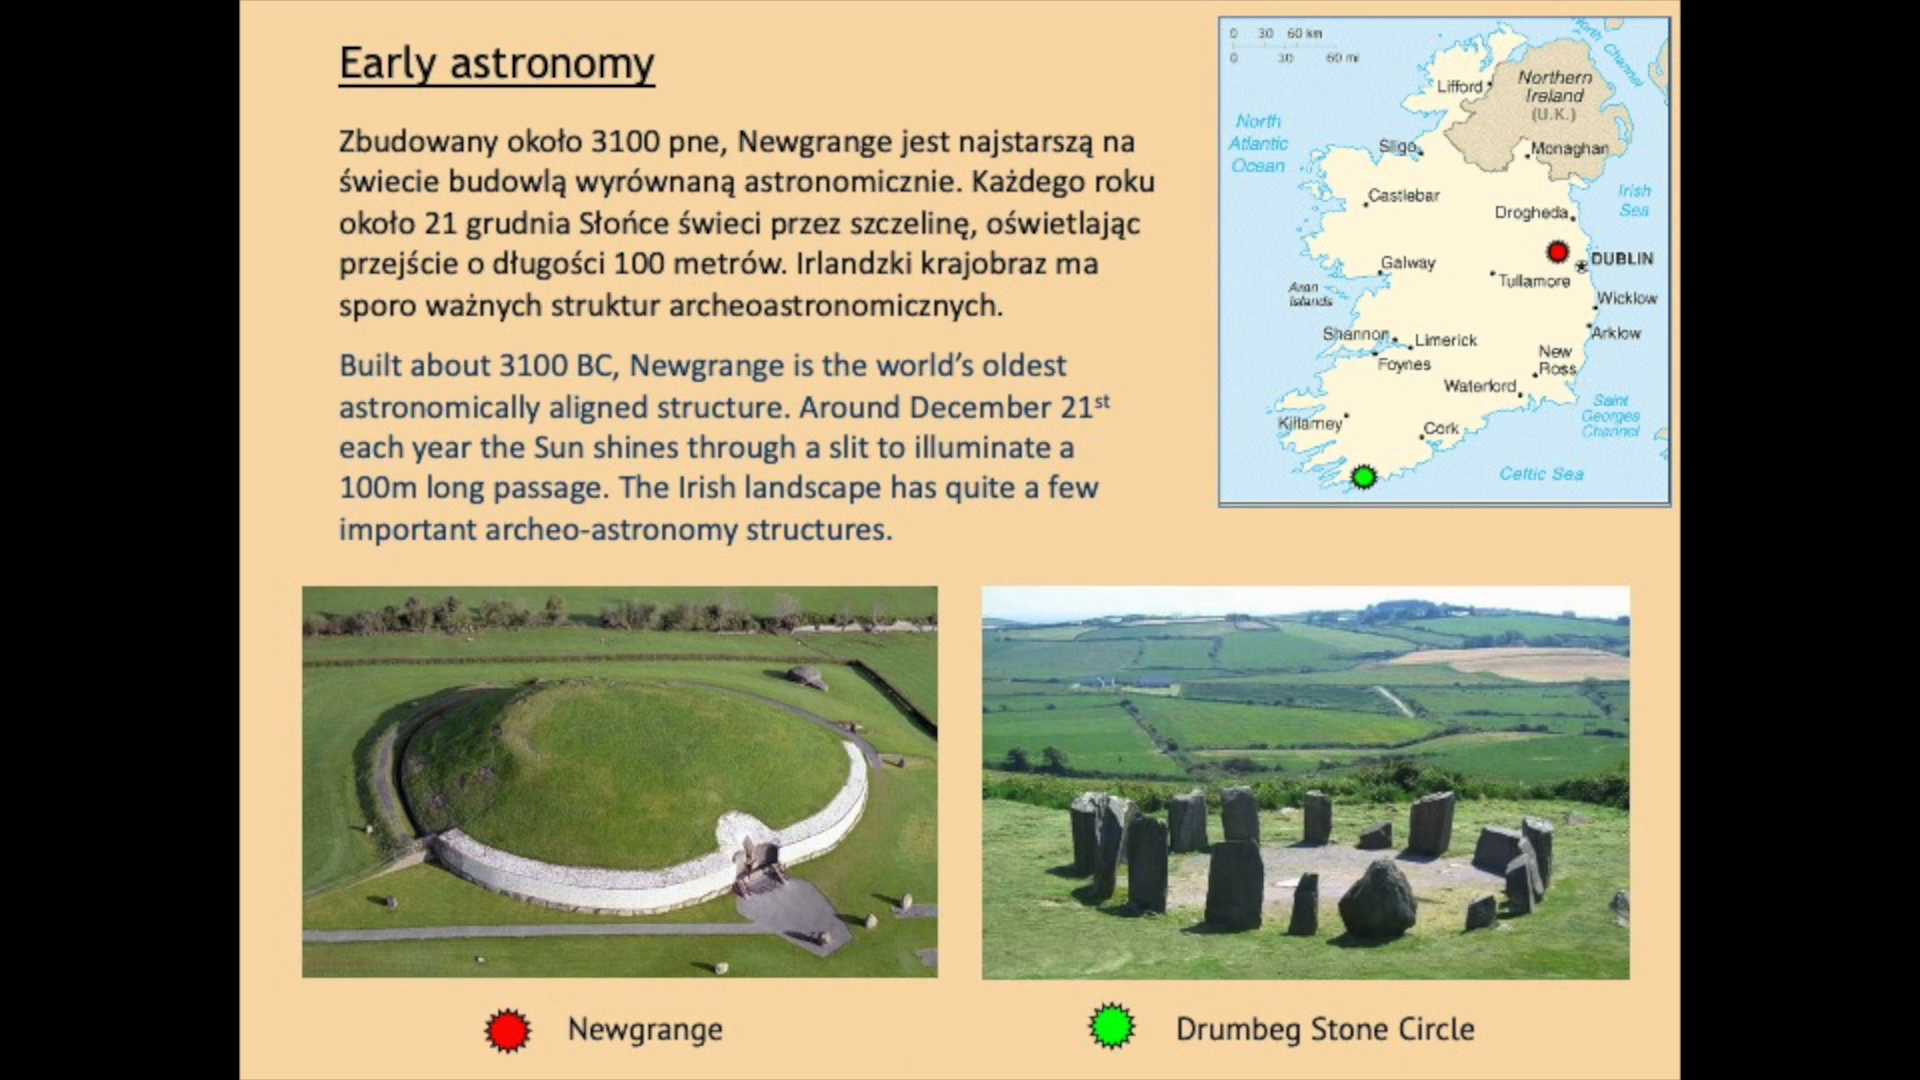 Early astronomy
Zbudowany około 3100 pne, Newgrange jest najstarszą na
świecie budowlą wyrównaną astronomicznie. Każdego roku
około 21 grudnia Słońce świeci przez szczelinę, oświetlając
przejście o długości 100 metrów. Irlandzki krajobraz ma
sporo ważnych struktur archeoastronomicznych.
Built about 3100 BC, Newgrange is the world's oldest
astronomically aligned structure. Around December 21st
each year the Sun shines through a slit to illuminate a
100m long passage. The Irish landscape has quite a few
important archeo-astronomy structures.
0 30 60 km
0 30 60 mi
North Channel
Lifford
Northern
Ireland
(U.K.)
North
Atlantic
Ocean
Sligo
Monaghan
Castlebar
Irish
Sea
Drogheda
DUBLIN
Galway
Tullamore
Aran
Islands
Wicklow
Shannon
Limerick
Arklow
Foynes
New
Ross
Waterford
Saint
Georges
Channel
Killarney
Cork
Celtic Sea
Newgrange
Drumbeg Stone Circle